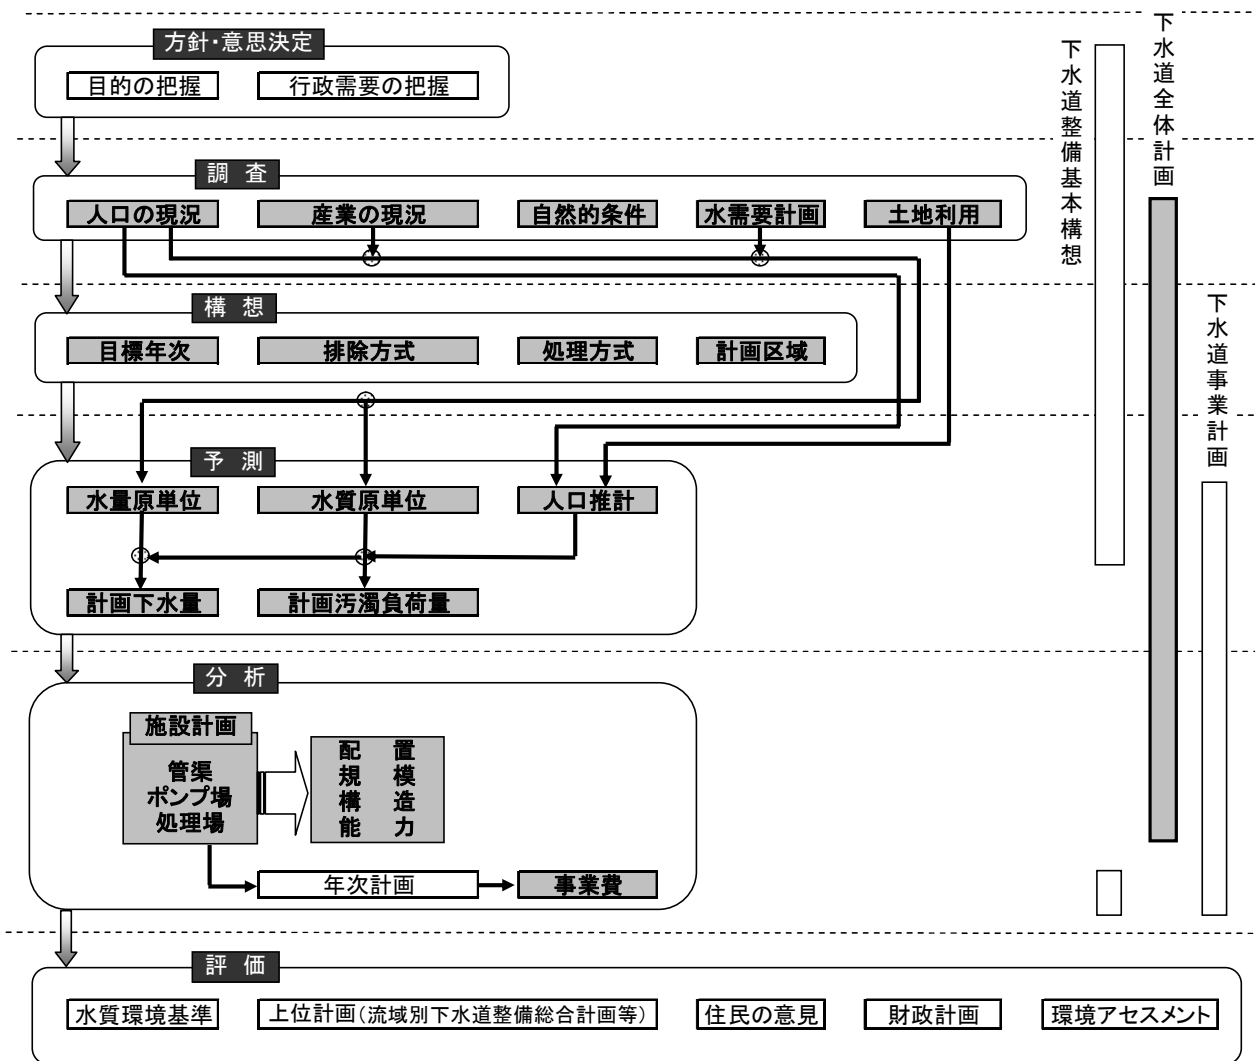 方針・意思決定
目的の把握
行政需要の把握
調 査
人口の現況
産業の現況
自然的条件
水需要計画
土地利用
構 想
目標年次
排除方式
処理方式
計画区域
予 測
水量原単位
水質原単位
人口推計
計画下水量
計画汚濁負荷量
分 析
施設計画
管渠
ポンプ場
処理場
配 置
規 模
構 造
能 力
年次計画
事業費
評 価
水質環境基準
上位計画(流域別下水道整備総合計画等)
住民の意見
財政計画
環境アセスメント
下水道整備基本構想
下水道全体計画
下水道事業計画